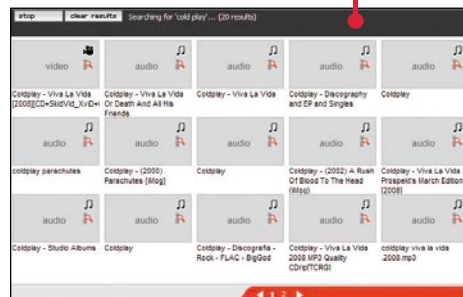 stop clear results Searching for 'cold play'... (20 results)
video audio audio audio audio
Coldplay - Viva La Vida [2008][CD+SkidVid_XviD+
Coldplay - Viva La Vida Or Death And All His Friends
Coldplay - Viva La Vida
Coldplay - Discography and EP and Singles
Coldplay
audio audio audio audio audio
coldplay parachutes
Coldplay - (2000) Parachutes (Mog)
Coldplay
Coldplay - (2002) A Rush Of Blood To The Head (Mog)
Coldplay - Viva La Vida Prospekt's March Edition [2008]
audio audio audio audio audio
Coldplay - Studio Albums
Coldplay
Coldplay - Discografia - Rock - FLAC - BigGod
Coldplay - Viva La Vida 2008 MP3 Quality CDrip[TCRG]
coldplay viva la vida .2008.mp3
1 2